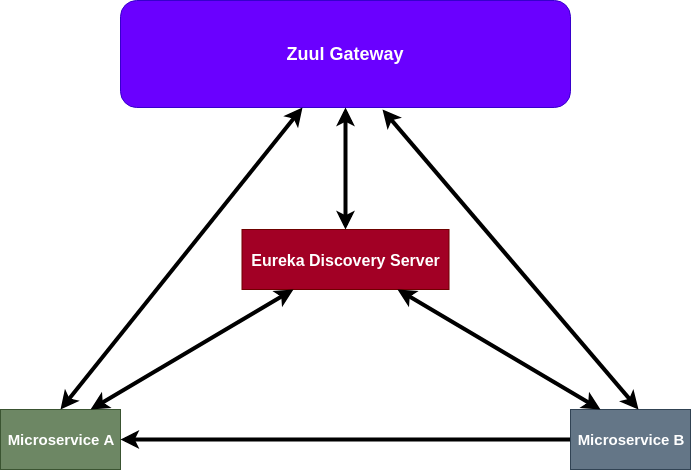 Zuul Gateway
Eureka Discovery Server
Microservice A
Microservice B